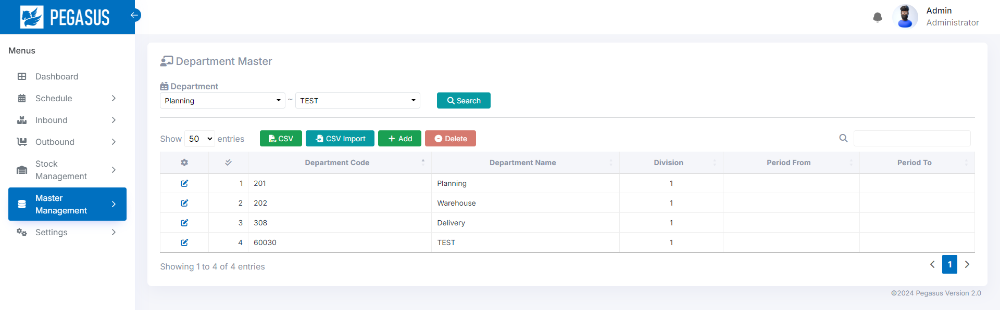 PEGASUS
Admin
Administrator
Menus
Dashboard
Schedule
Inbound
Outbound
Stock
Management
Master
Management
Settings
Department Master
Department
Planning ~ TEST Search
Show 50 entries CSV CSV Import Add Delete
Department Code Department Name Division Period From Period To
1 201 Planning 1
2 202 Warehouse 1
3 308 Delivery 1
4 60030 TEST 1
Showing 1 to 4 of 4 entries
1
©2024 Pegasus Version 2.0